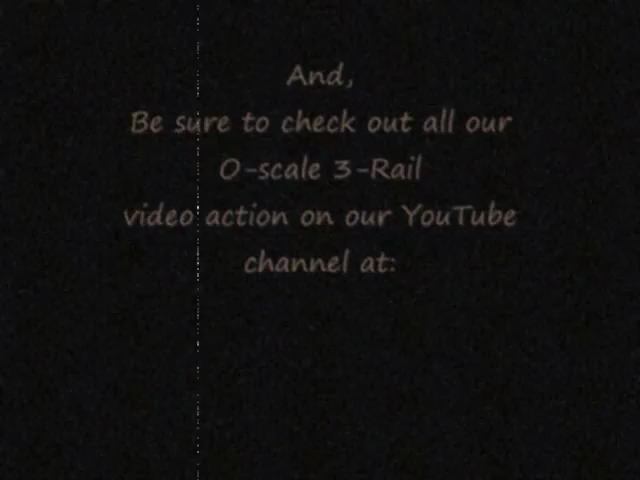 And,
Be sure to check out all our
O-scale 3-Rail
video action on our YouTube
channel at: